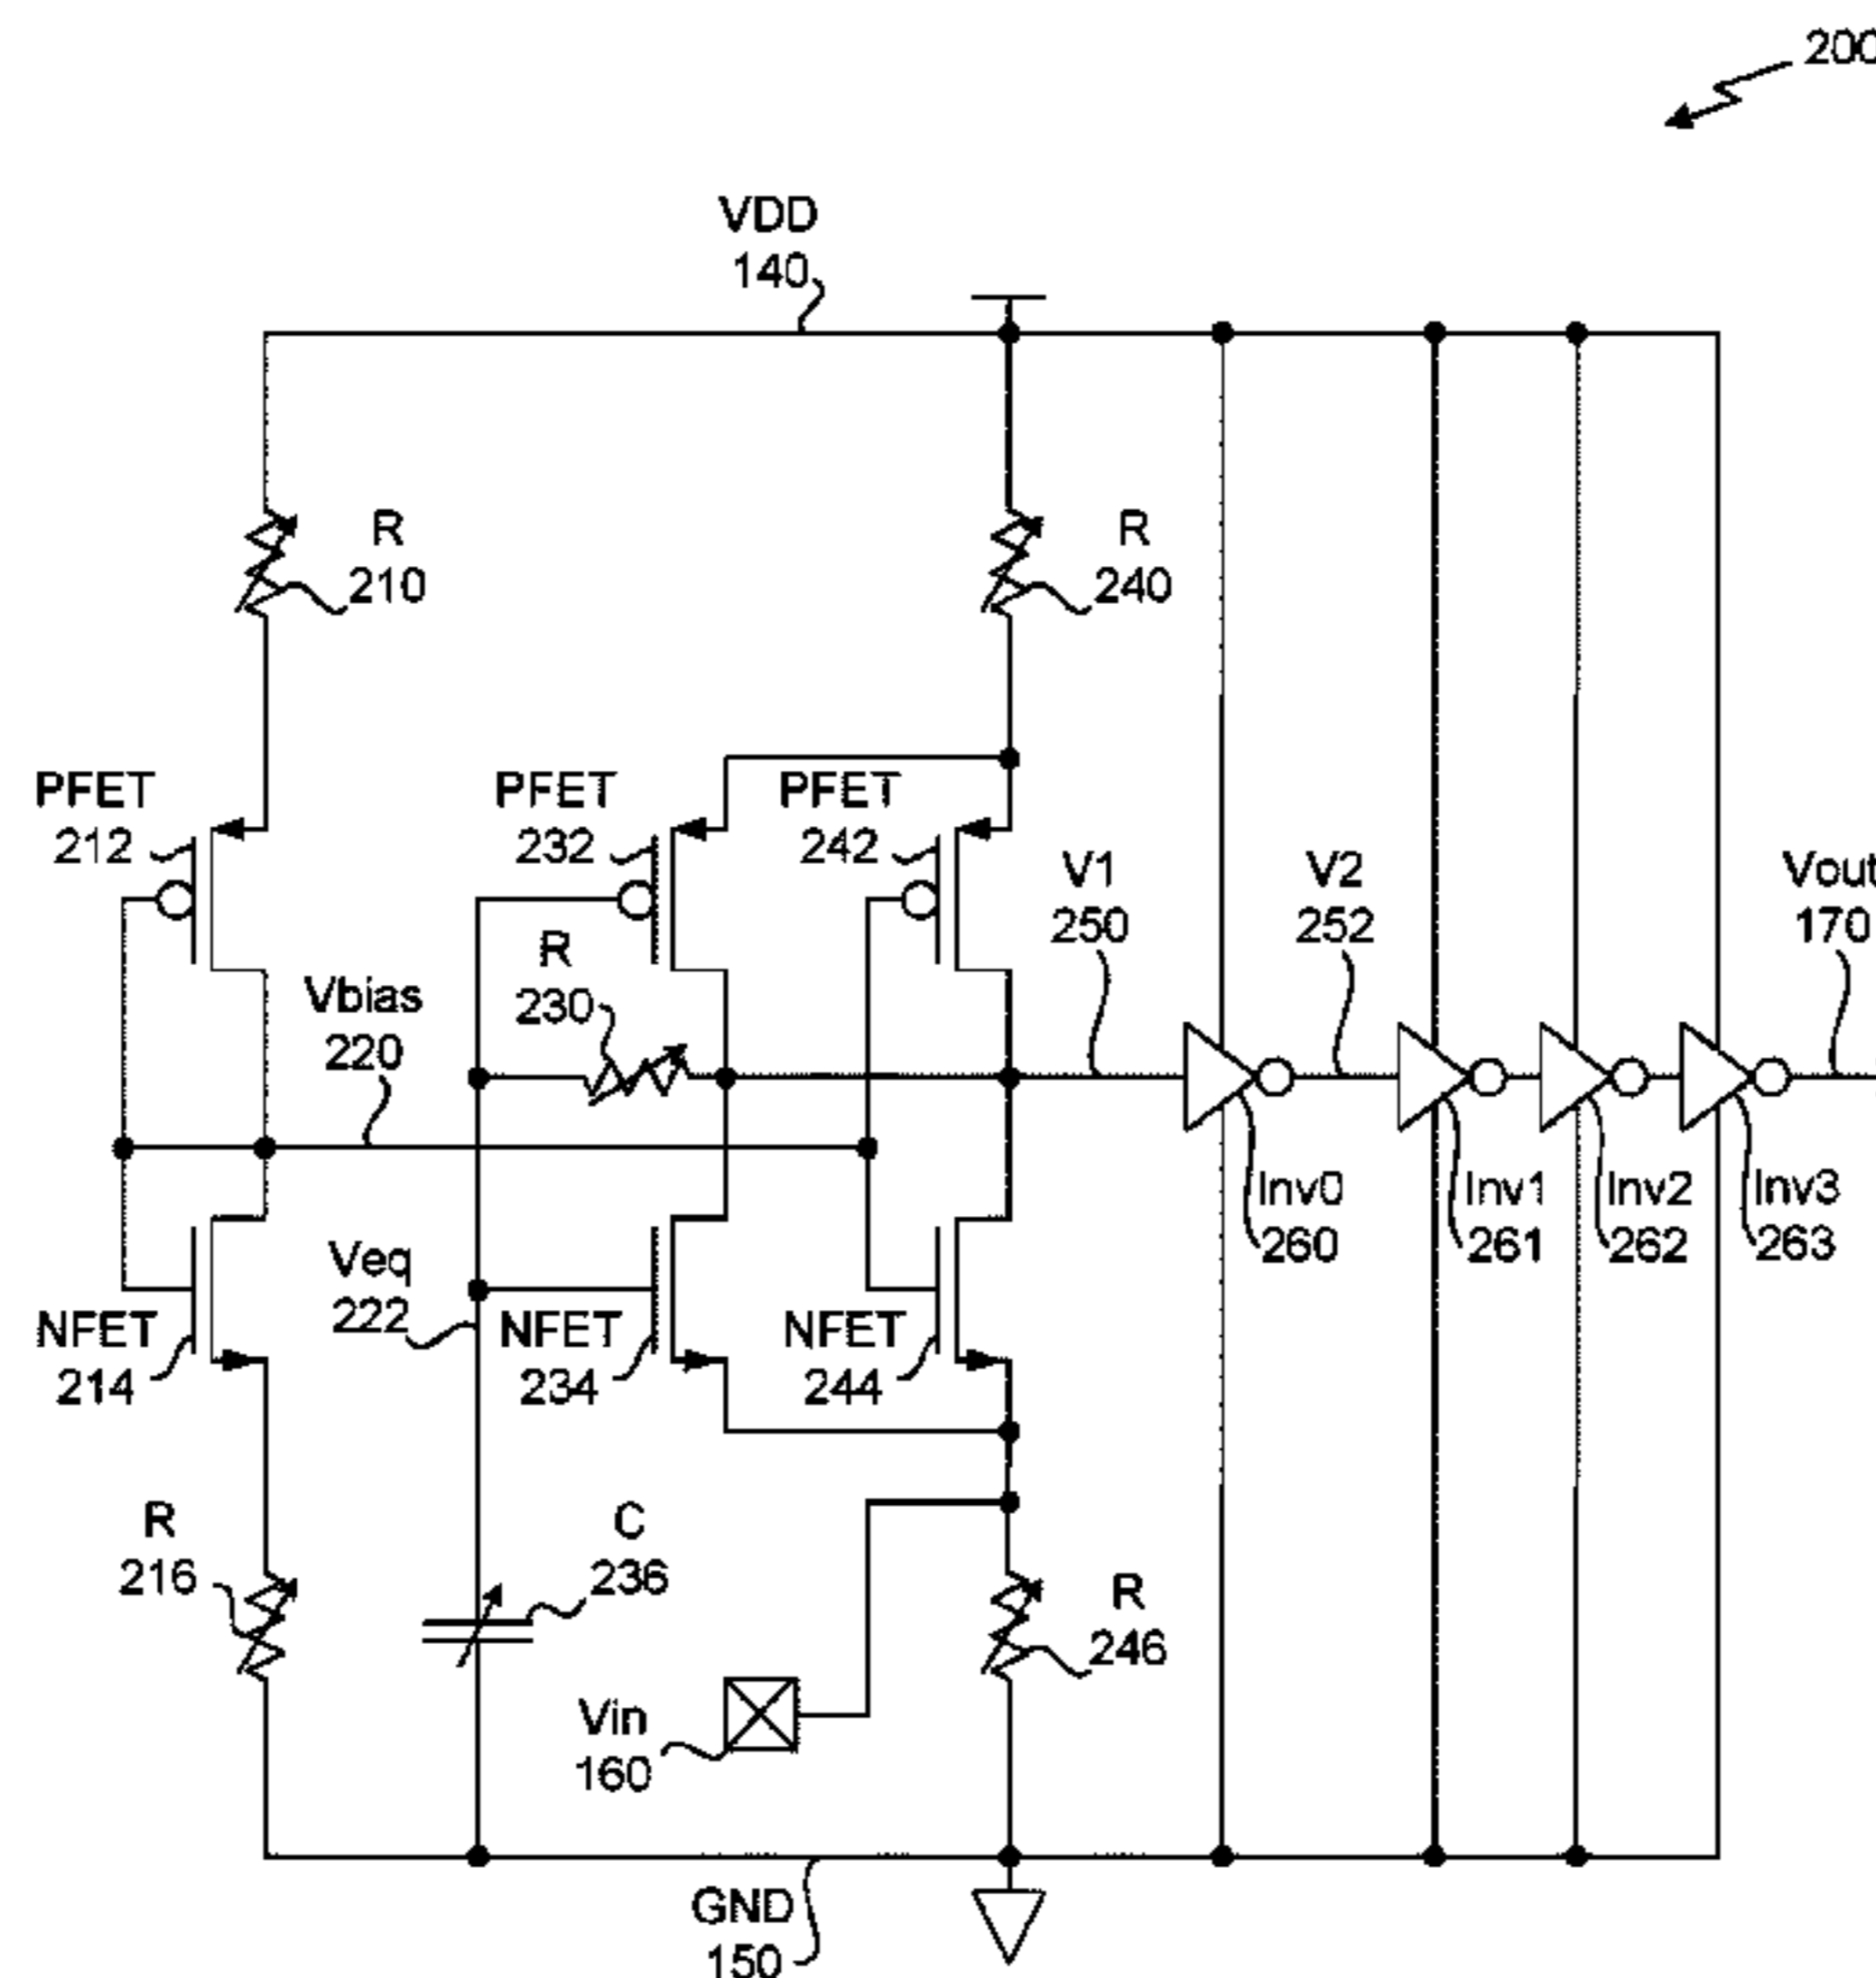 200
VDD
140
R
210
R
240
PFET
212
PFET
232
PFET
242
V1
250
V2
252
Vout
170
R
230
Vbias
220
Inv0
260
Inv1
261
Inv2
262
Inv3
263
Veq
222
NFET
214
NFET
234
NFET
244
R
216
C
236
R
246
Vin
160
GND
150